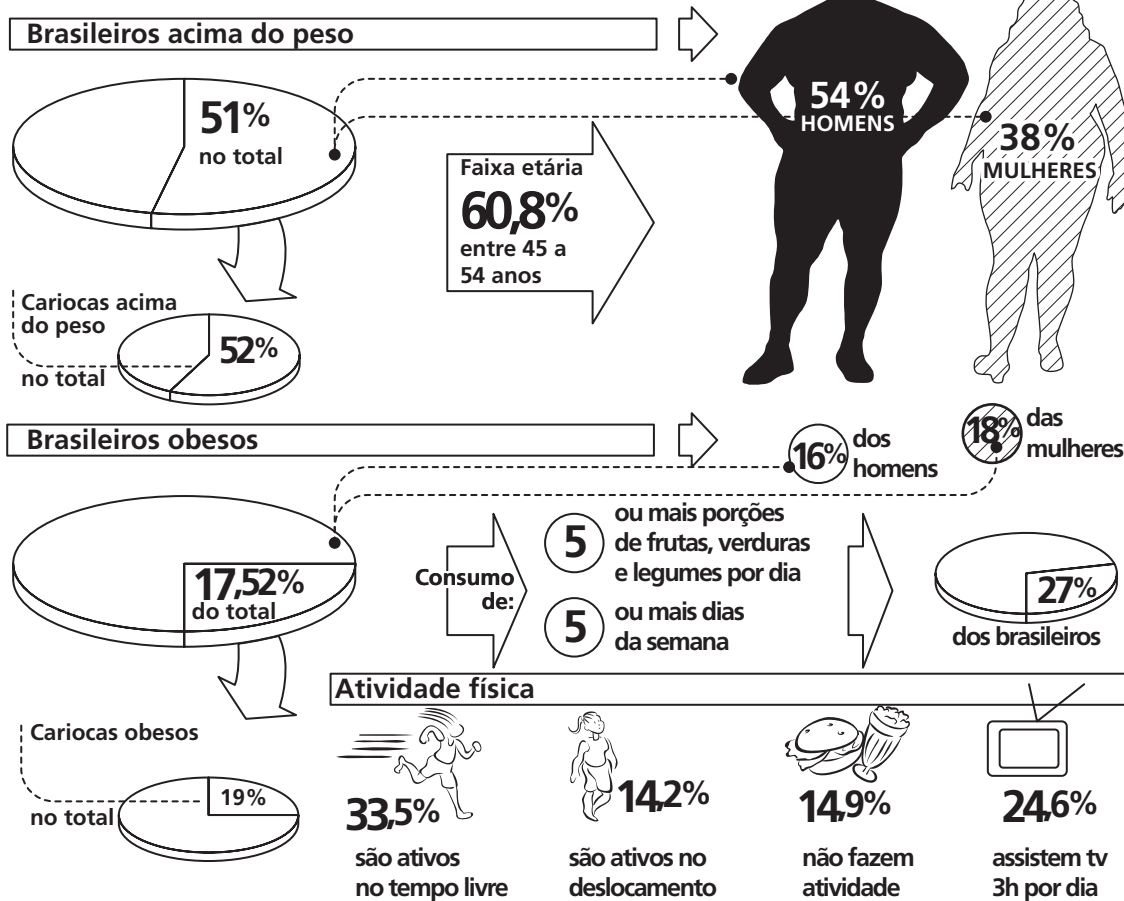 Brasileiros acima do peso
51%
no total
54%
HOMENS
38%
MULHERES
Faixa etária
60,8%
entre 45 a
54 anos
Cariocas acima
do peso
52%
no total
Brasileiros obesos
16%
dos
homens
18%
das
mulheres
17,52%
do total
Consumo
de:
5
ou mais porções
de frutas, verduras
e legumes por dia
5
ou mais dias
da semana
27%
dos brasileiros
Cariocas obesos
19%
no total
Atividade física
33,5%
são ativos
no tempo livre
14,2%
são ativos no
deslocamento
14,9%
não fazem
atividade
24,6%
assistem tv
3h por dia